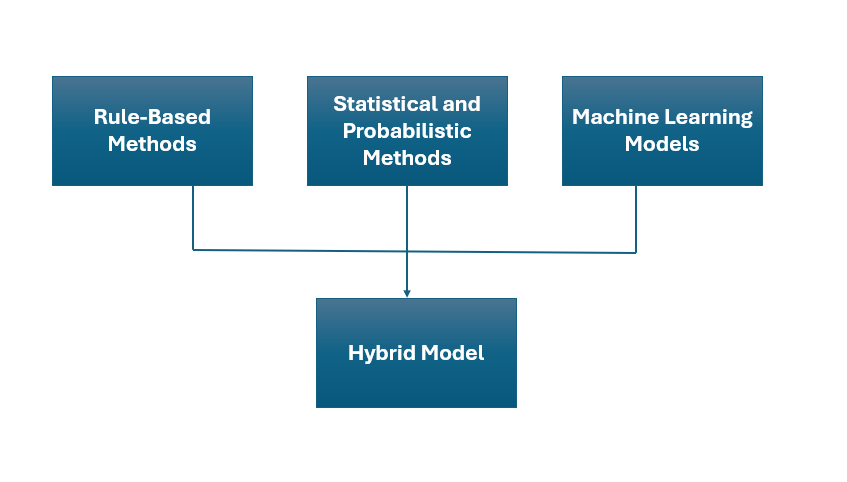 Rule-Based
Methods
Statistical and
Probabilistic
Methods
Machine Learning
Models
Hybrid Model